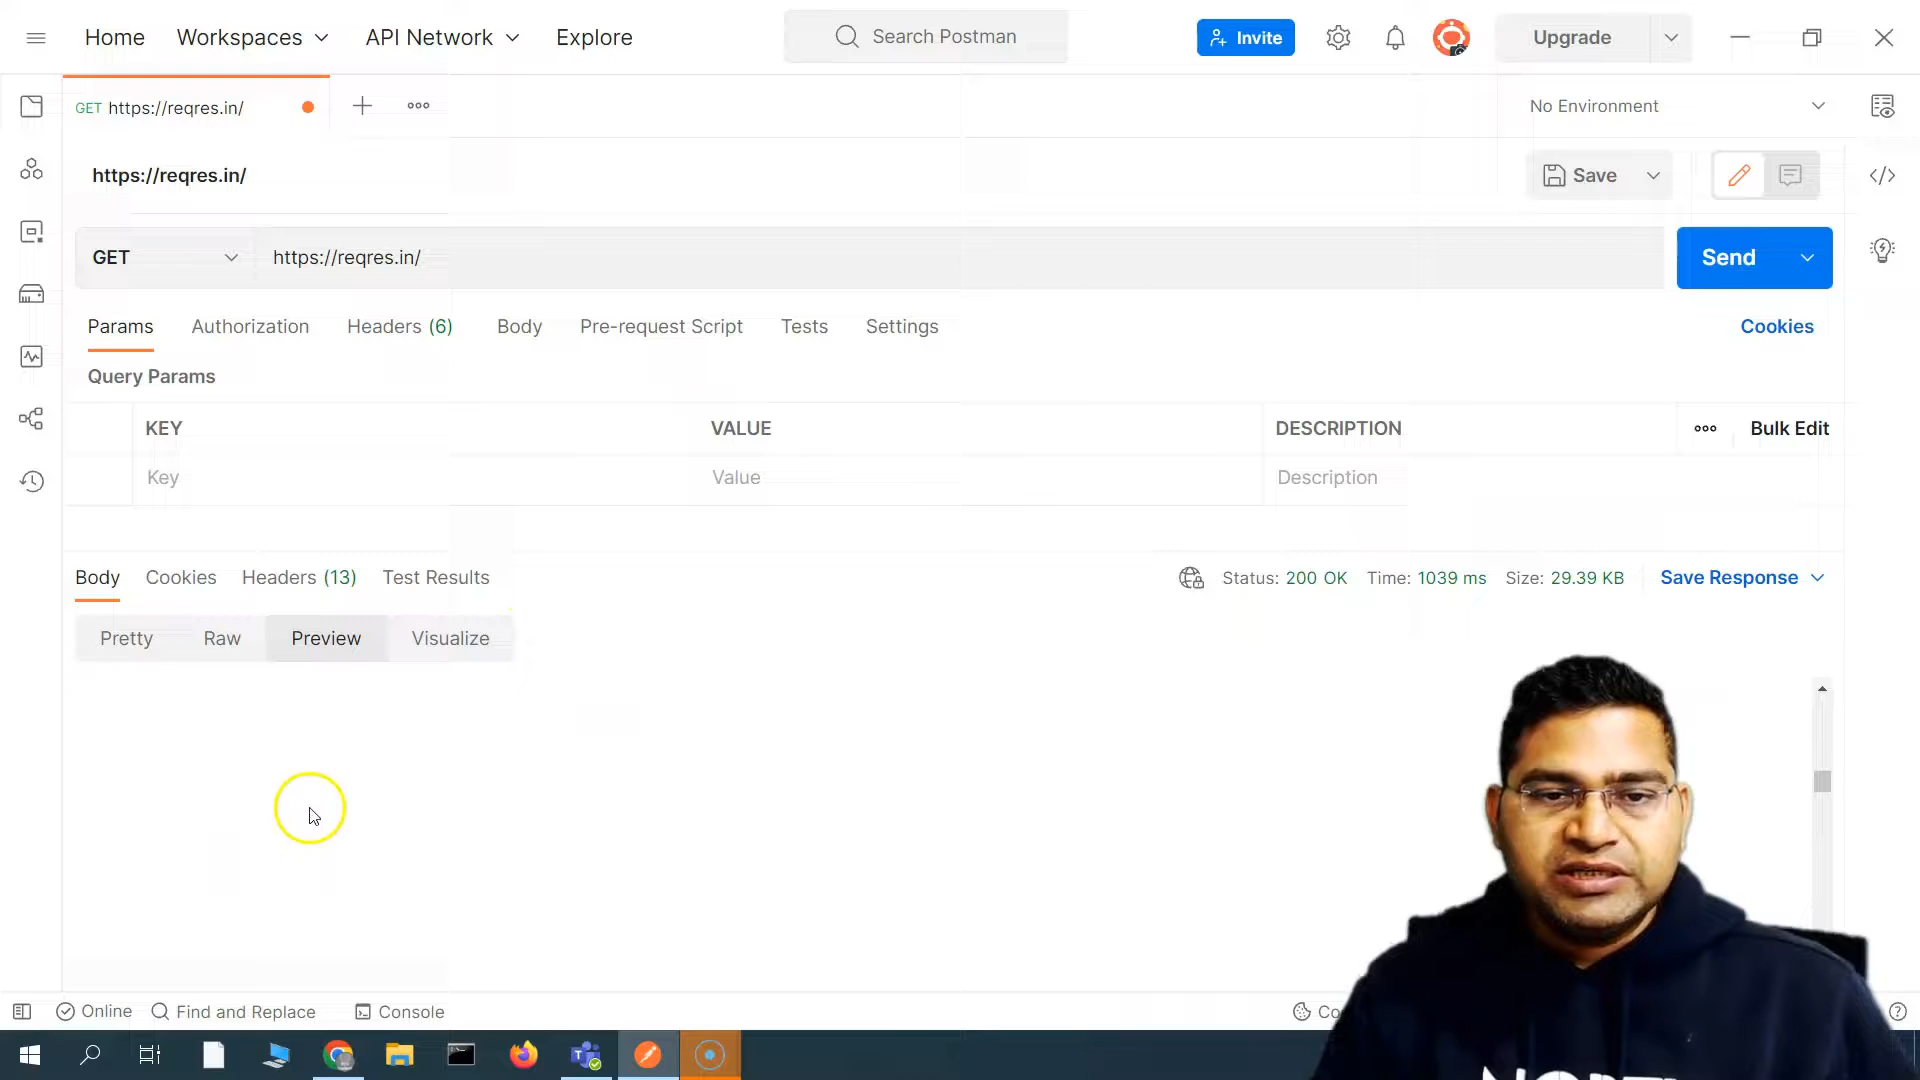 Home Workspaces API Network Explore Search Postman Invite Upgrade
GET https://reqres.in/ No Environment
https://reqres.in/ Save
GET https://reqres.in/ Send
Params Authorization Headers (6) Body Pre-request Script Tests Settings Cookies
Query Params
KEY VALUE DESCRIPTION Bulk Edit
Key Value Description
Body Cookies Headers (13) Test Results Status: 200 OK Time: 1039 ms Size: 29.39 KB Save Response
Pretty Raw Preview Visualize
Online Find and Replace Console